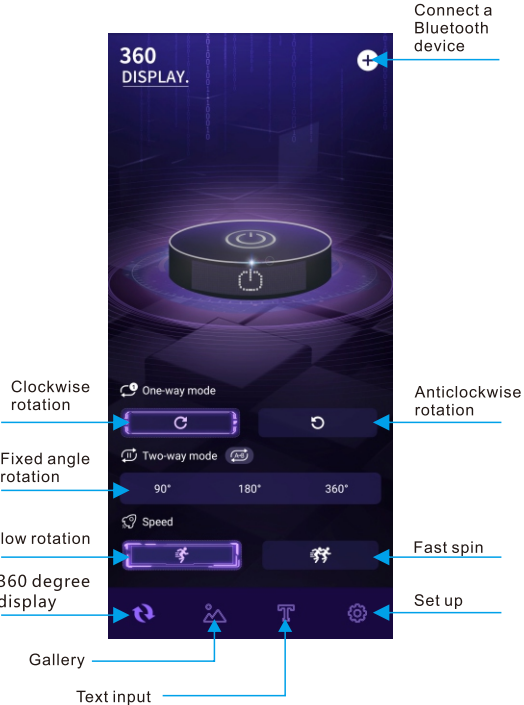 Connect a
Bluetooth
device
360
DISPLAY.
Clockwise
rotation
One-way mode
Anticlockwise
rotation
Fixed angle
rotation
Two-way mode A-B
90° 180° 360°
low rotation
Speed
Fast spin
360 degree
display
Set up
Gallery
Text input